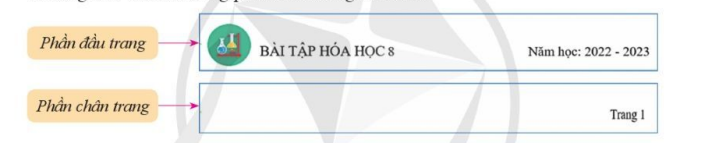 Phần đầu trang
BÀI TẬP HÓA HỌC 8
Năm học: 2022 - 2023
Phần chân trang
Trang 1